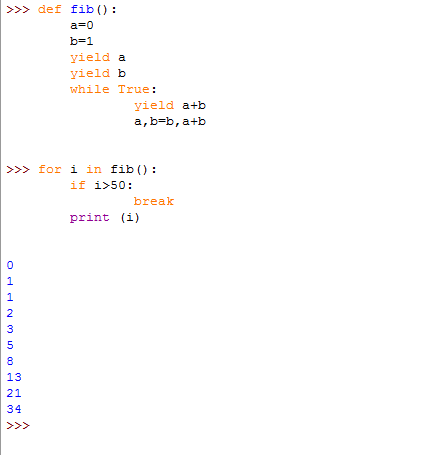 >>> def fib():
        a=0
        b=1
        yield a
        yield b
        while True:
                yield a+b
                a,b=b,a+b
>>> for i in fib():
        if i>50:
                break
        print (i)
0
1
1
2
3
5
8
13
21
34
>>>